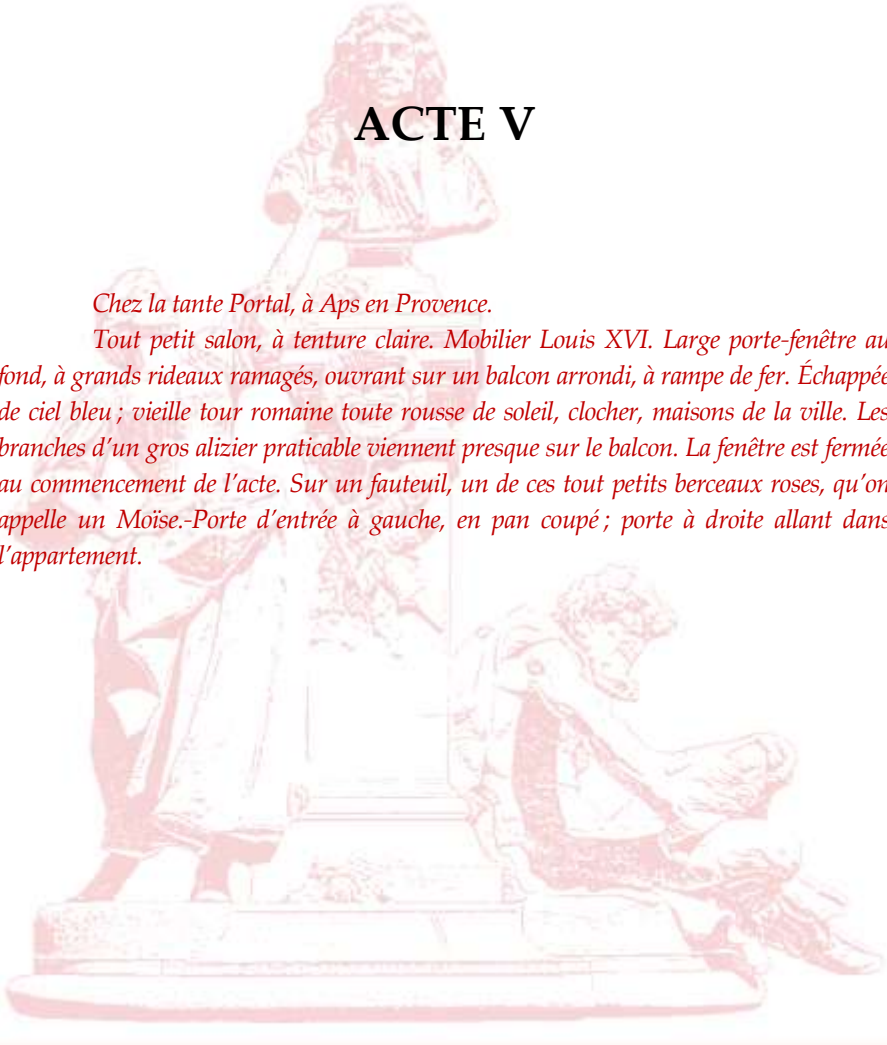 ACTE V
Chez la tante Portal, à Aps en Provence.
Tout petit salon, à tenture claire. Mobilier Louis XVI. Large porte-fenêtre au
fond, à grands rideaux ramagés, ouvrant sur un balcon arrondi, à rampe de fer. Échappée
de ciel bleu ; vieille tour romaine toute rousse de soleil, clocher, maisons de la ville. Les
branches d'un gros alizier praticable viennent presque sur le balcon. La fenêtre est fermée
au commencement de l'acte. Sur un fauteuil, un de ces tout petits berceaux roses, qu'on
appelle un Moïse.-Porte d'entrée à gauche, en pan coupé ; porte à droite allant dans
l'appartement.